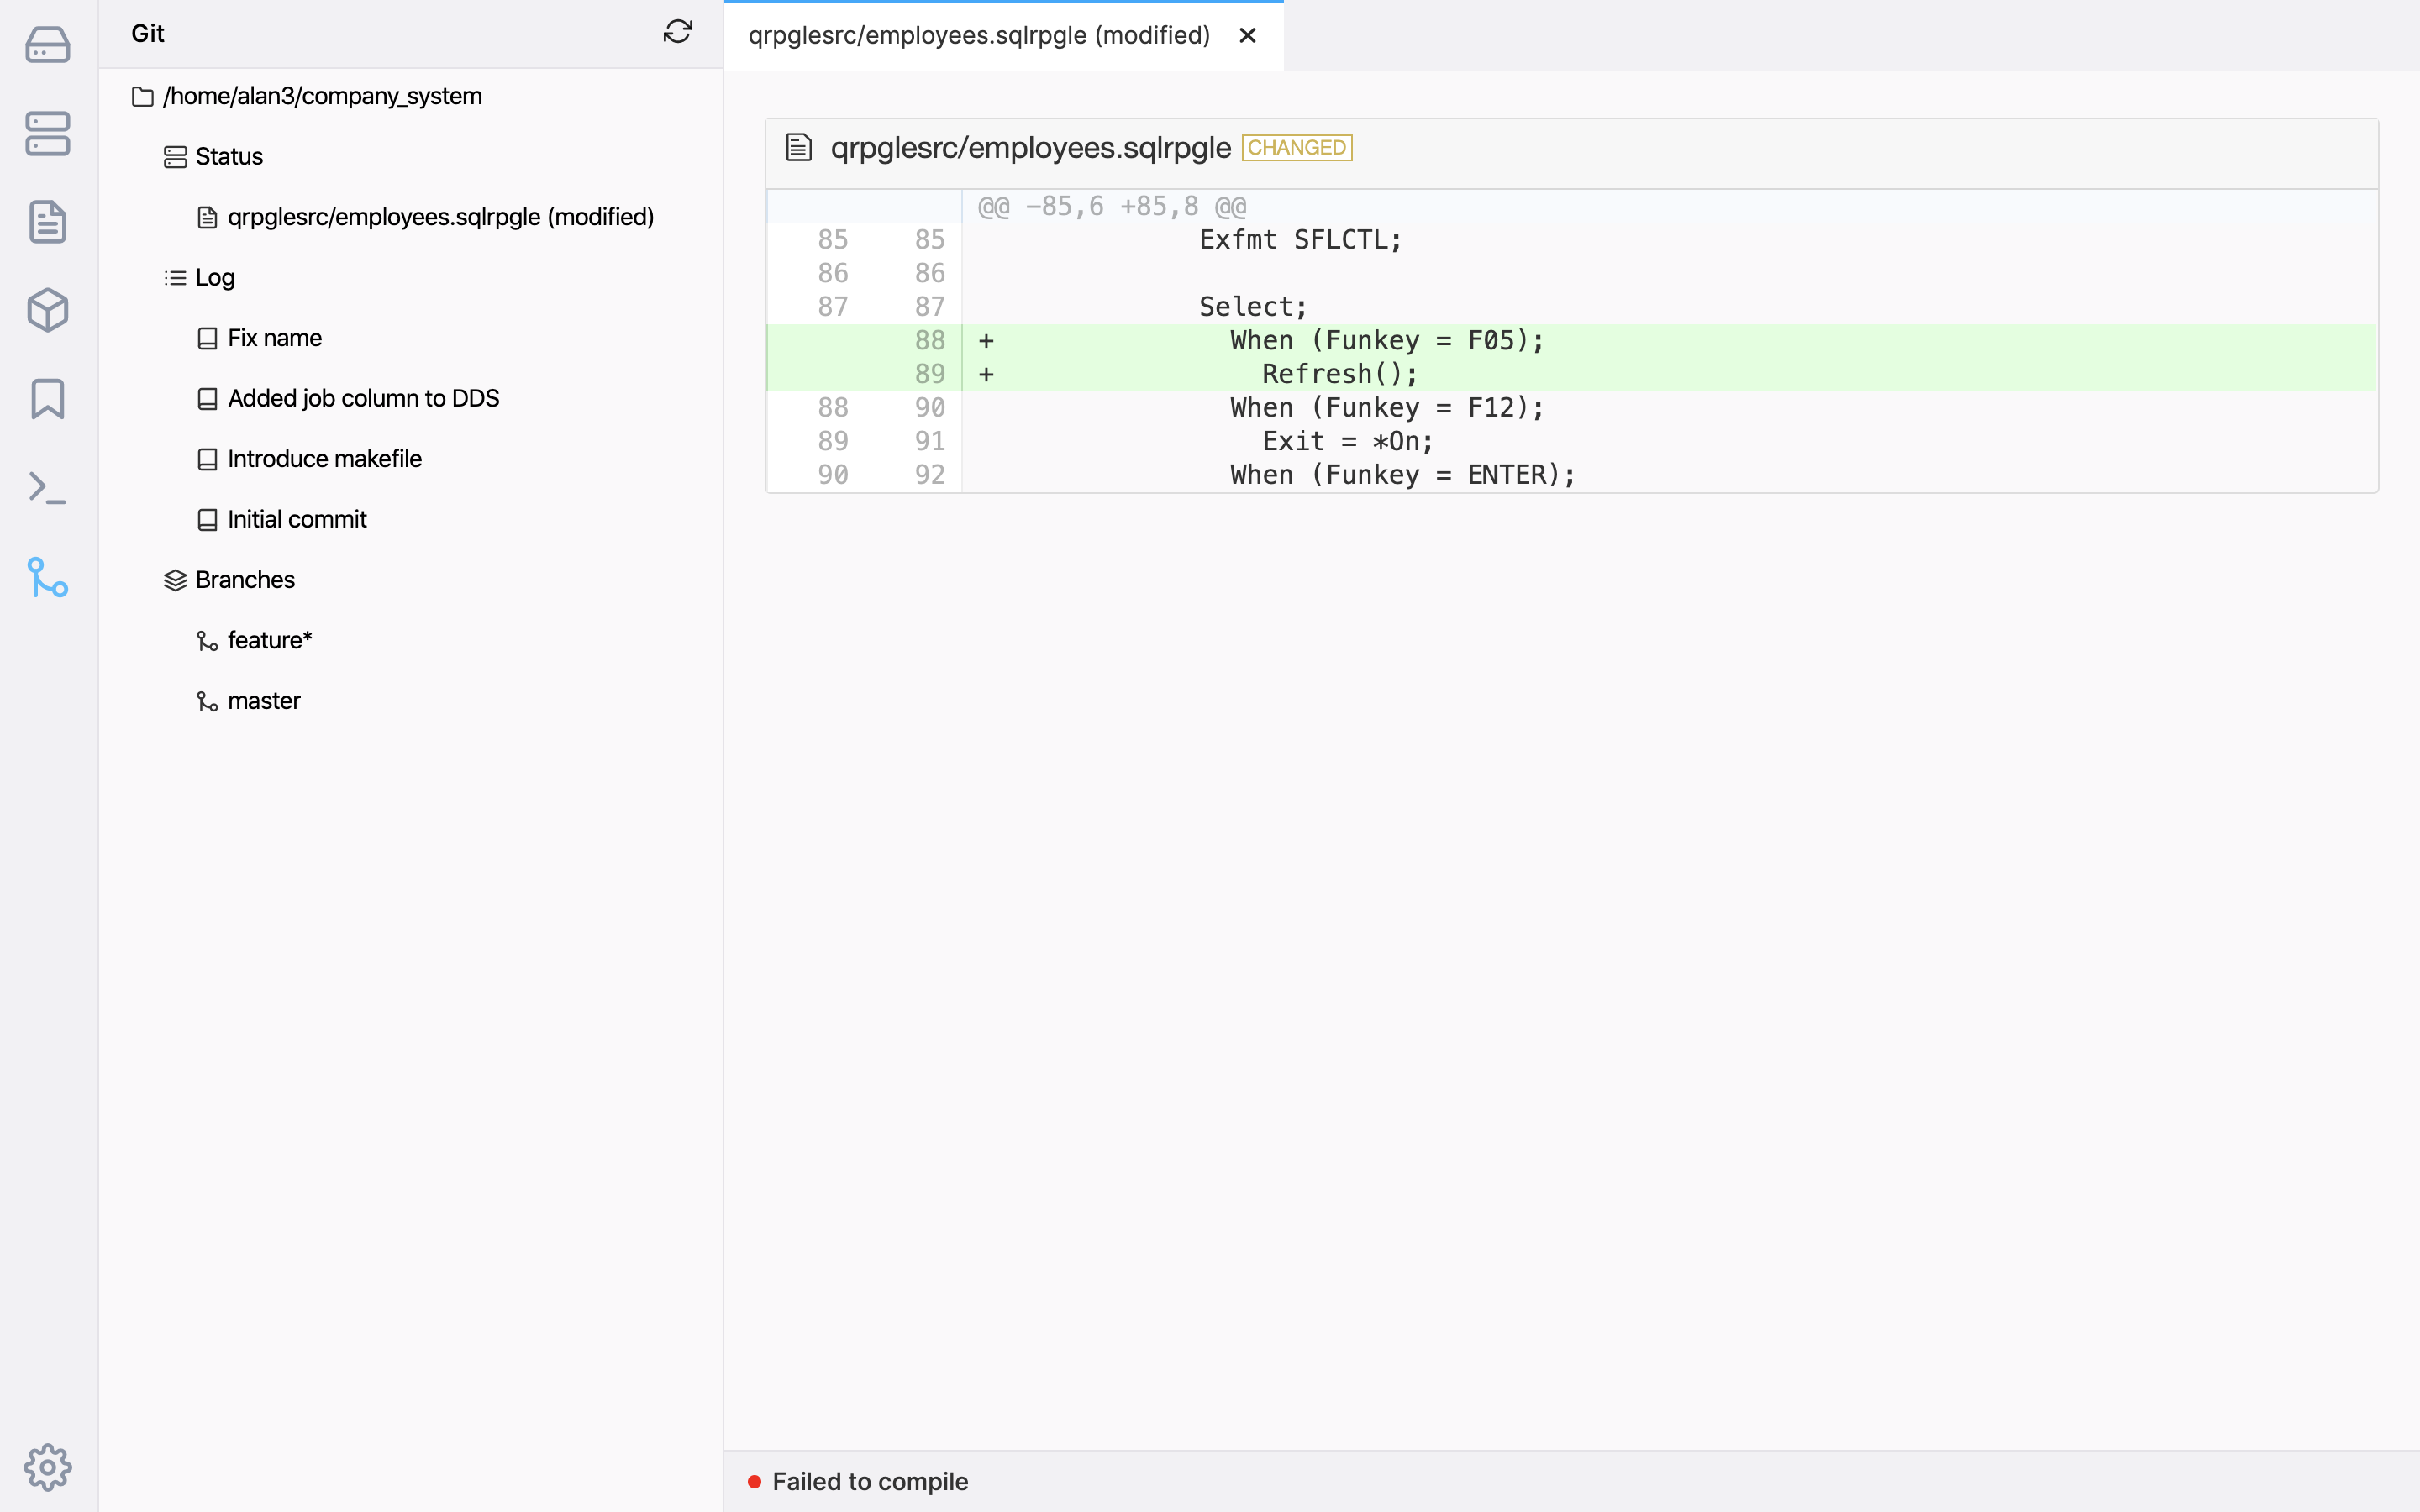 Git
/home/alan3/company_system
Status
qrpglesrc/employees.sqlrpgle (modified)
Log
Fix name
Added job column to DDS
Introduce makefile
Initial commit
Branches
feature*
master
qrpglesrc/employees.sqlrpgle (modified) ×
qrpglesrc/employees.sqlrpgle CHANGED
@@ -85,6 +85,8 @@
85 85 Exfmt SFLCTL;
86 86
87 87 Select;
88 + When (Funkey = F05);
89 + Refresh();
88 90 When (Funkey = F12);
89 91 Exit = *On;
90 92 When (Funkey = ENTER);
Failed to compile